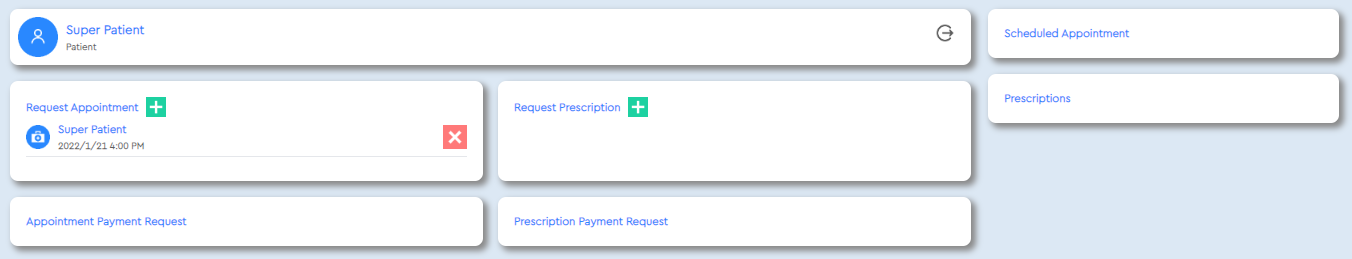 Super Patient
Patient
Scheduled Appointment
Request Appointment
Super Patient
2022/1/21 4:00 PM
Request Prescription
Prescriptions
Appointment Payment Request
Prescription Payment Request